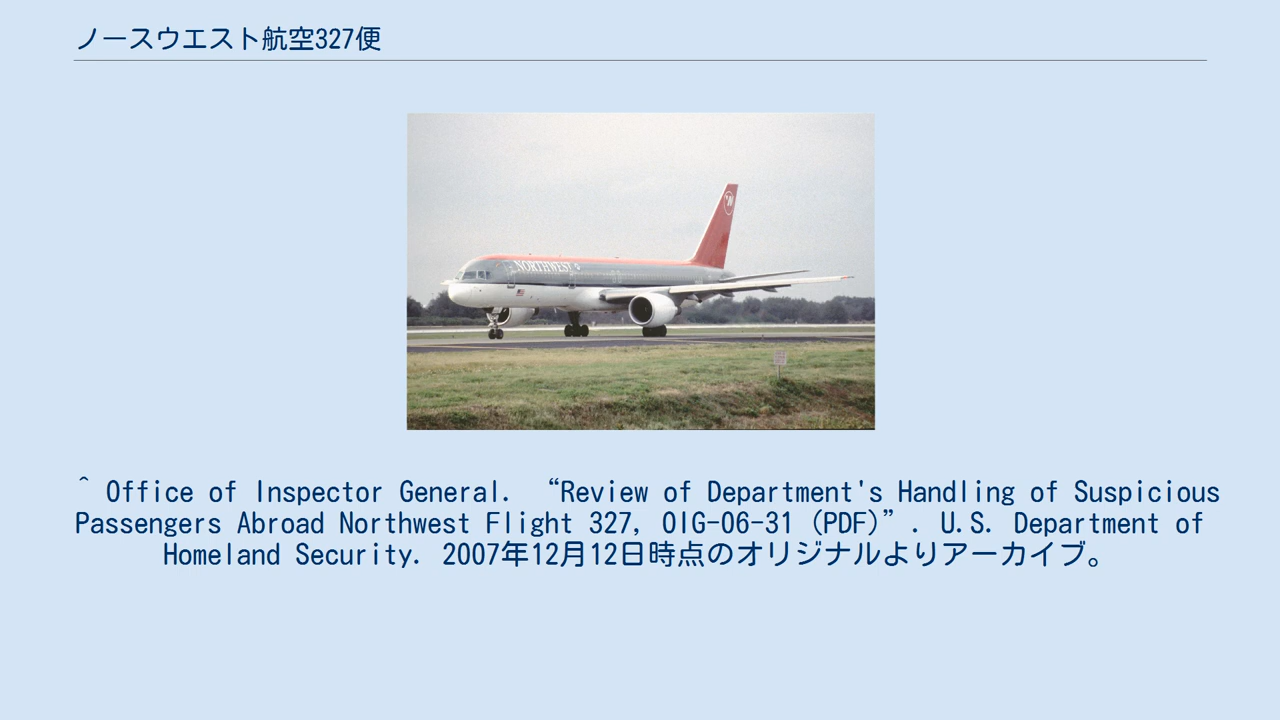 ノースウエスト航空327便
NORTHWEST
^ Office of Inspector General. “Review of Department's Handling of Suspicious
Passengers Abroad Northwest Flight 327, OIG-06-31 (PDF)”. U.S. Department of
Homeland Security. 2007年12月12日時点のオリジナルよりアーカイブ。